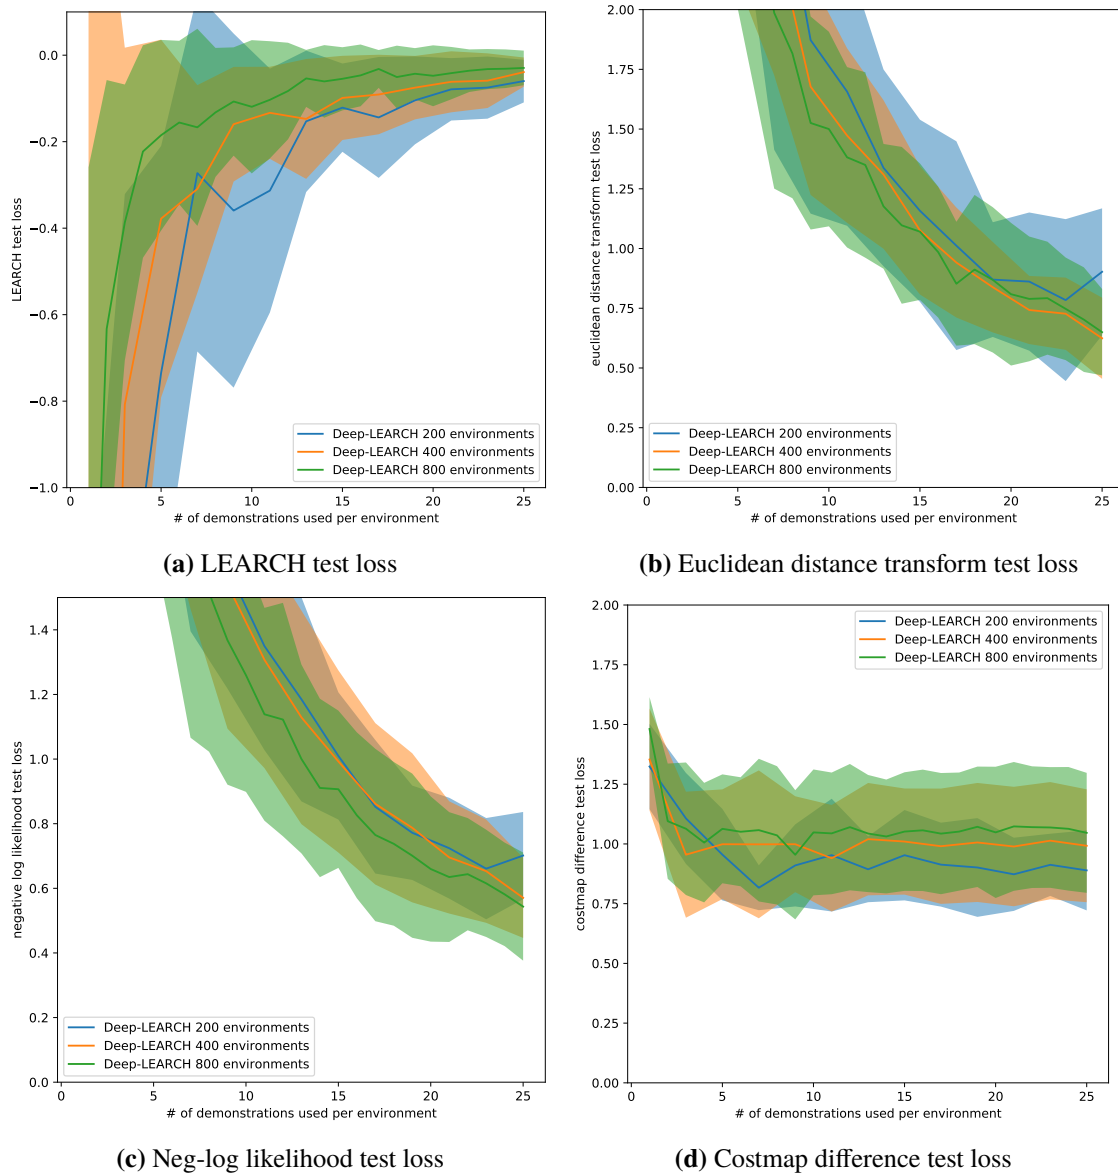 0.0
−0.2
−0.4
−0.6
−0.8
−1.0
LEARCH test loss
0 5 10 15 20 25
# of demonstrations used per environment
Deep-LEARCH 200 environments
Deep-LEARCH 400 environments
Deep-LEARCH 800 environments
(a) LEARCH test loss
2.00
1.75
1.50
1.25
1.00
0.75
0.50
0.25
0.00
euclidean distance transform test loss
0 5 10 15 20 25
# of demonstrations used per environment
Deep-LEARCH 200 environments
Deep-LEARCH 400 environments
Deep-LEARCH 800 environments
(b) Euclidean distance transform test loss
1.4
1.2
1.0
0.8
0.6
0.4
0.2
0.0
negative log likelihood test loss
0 5 10 15 20 25
# of demonstrations used per environment
Deep-LEARCH 200 environments
Deep-LEARCH 400 environments
Deep-LEARCH 800 environments
(c) Neg-log likelihood test loss
2.00
1.75
1.50
1.25
1.00
0.75
0.50
0.25
0.00
costmap difference test loss
Deep-LEARCH 200 environments
Deep-LEARCH 400 environments
Deep-LEARCH 800 environments
0 5 10 15 20 25
# of demonstrations used per environment
(d) Costmap difference test loss